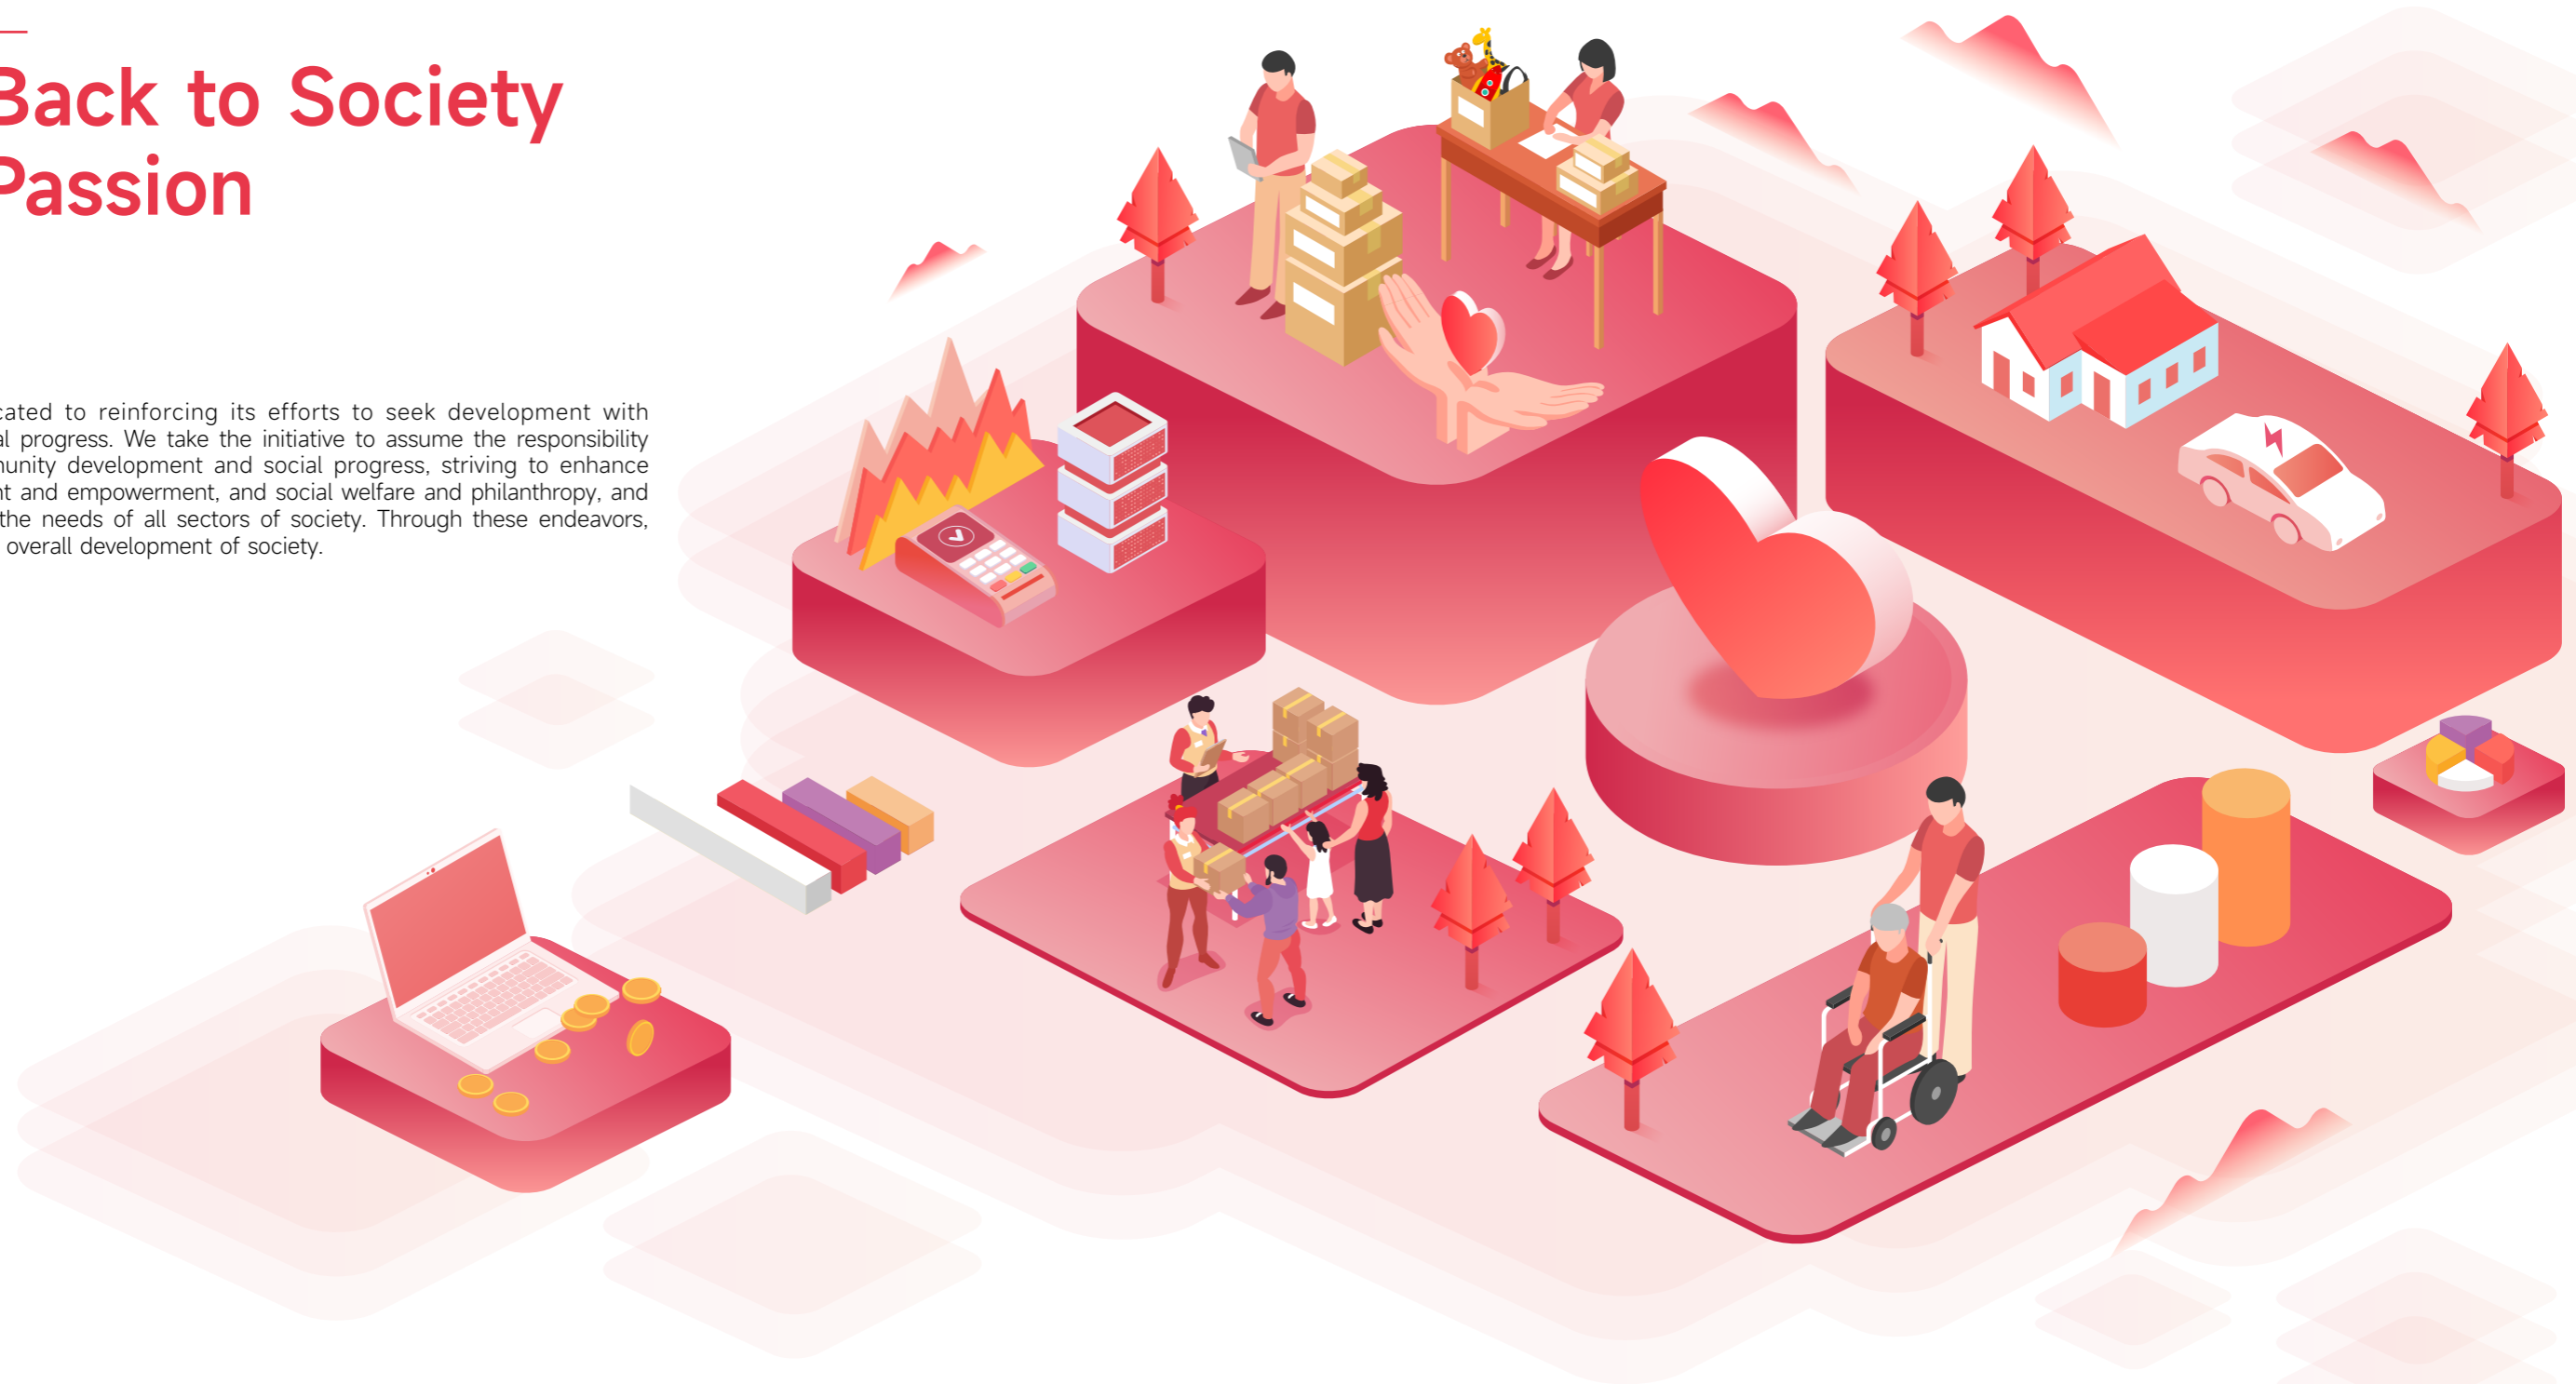 Back to Society
Passion
cated to reinforcing its efforts to seek development with
al progress. We take the initiative to assume the responsibility
unity development and social progress, striving to enhance
nt and empowerment, and social welfare and philanthropy, and
the needs of all sectors of society. Through these endeavors,
overall development of society.